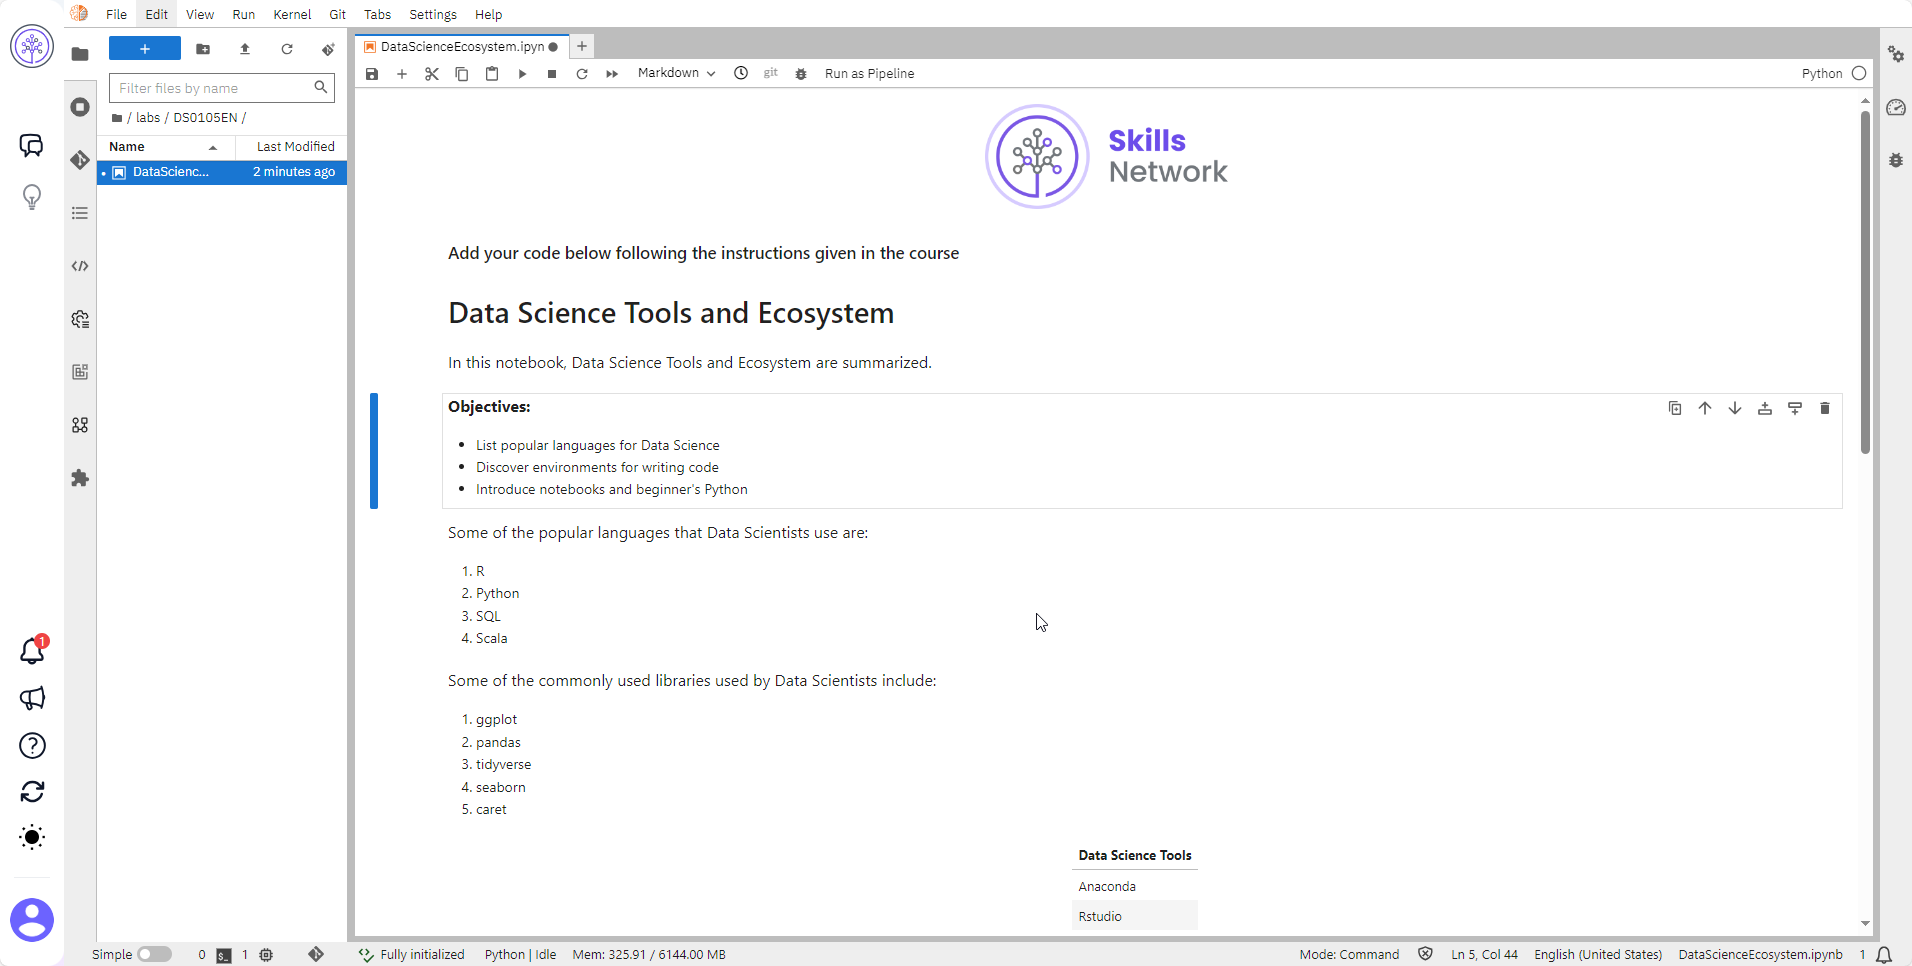 File Edit View Run Kernel Git Tabs Settings Help
+
Filter files by name
/ labs / DS0105EN /
Name Last Modified
DataScienc... 2 minutes ago
DataScienceEcosystem.ipyn
Markdown git Run as Pipeline Python
Skills
Network
Add your code below following the instructions given in the course
Data Science Tools and Ecosystem
In this notebook, Data Science Tools and Ecosystem are summarized.
Objectives:
• List popular languages for Data Science
• Discover environments for writing code
• Introduce notebooks and beginner's Python
Some of the popular languages that Data Scientists use are:
1. R
2. Python
3. SQL
4. Scala
Some of the commonly used libraries used by Data Scientists include:
1. ggplot
2. pandas
3. tidyverse
4. seaborn
5. caret
Data Science Tools
Anaconda
Rstudio
1
Simple 0 $_ 1 Fully initialized Python | Idle Mem: 325.91 / 6144.00 MB Mode: Command Ln 5, Col 44 English (United States) DataScienceEcosystem.ipynb 1